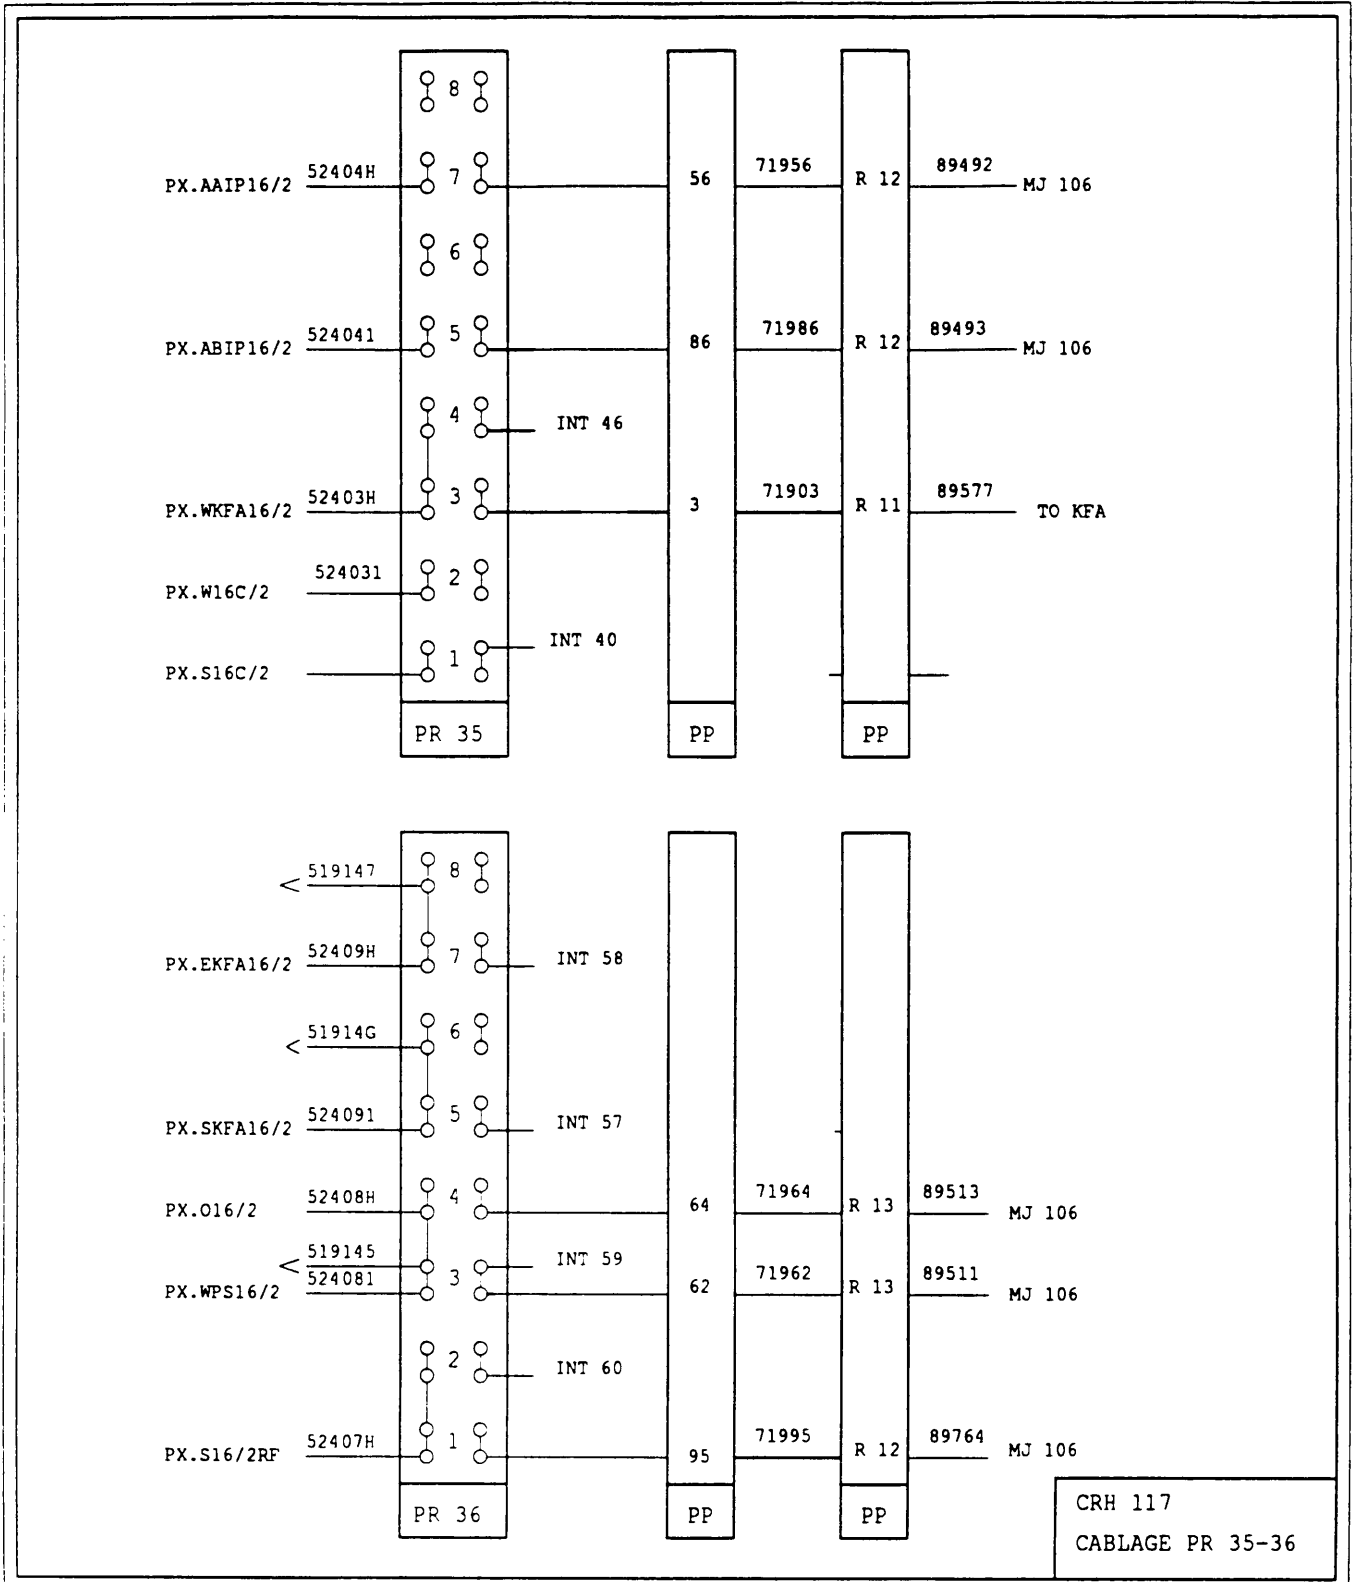 8
PX.AAIP16/2 52404H 7 56 71956 R 12 89492 MJ 106
6
PX.ABIP16/2 524041 5 86 71986 R 12 89493 MJ 106
4 INT 46
PX.WKFA16/2 52403H 3 3 71903 R 11 89577 TO KFA
PX.W16C/2 524031 2
INT 40
PX.S16C/2 1
PR 35 PP PP
519147 8
PX.EKFA16/2 52409H 7 INT 58
51914G 6
PX.SKFA16/2 524091 5 INT 57
PX.O16/2 52408H 4 64 71964 R 13 89513 MJ 106
519145 INT 59
PX.WPS16/2 524081 3 62 71962 R 13 89511 MJ 106
2 INT 60
PX.S16/2RF 52407H 1 95 71995 R 12 89764 MJ 106
PR 36 PP PP
CRH 117
CABLAGE PR 35-36